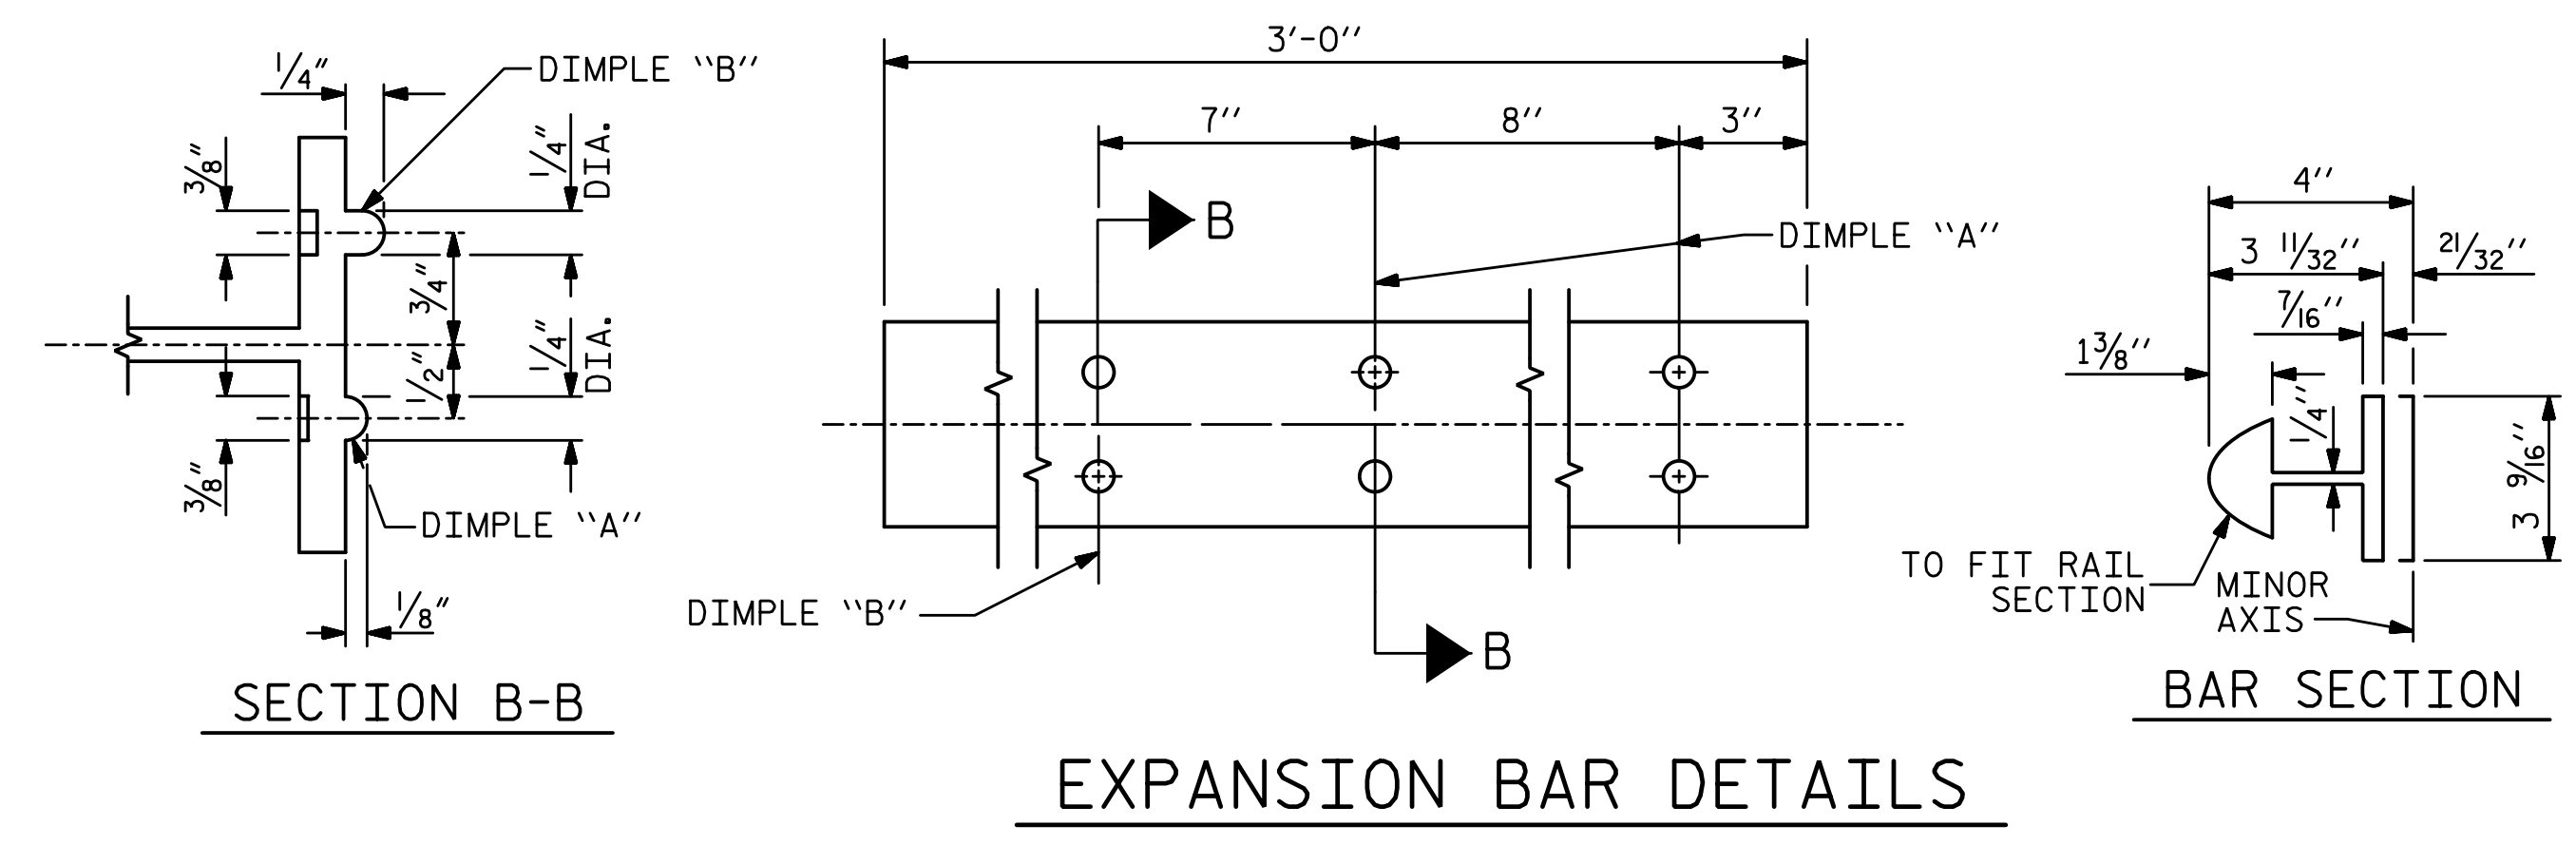 1/4"
DIMPLE "B"
3/8"
1/4"
DIA.
3/4"
1/2"
1/4"
DIA.
3/8"
DIMPLE "A"
1/8"
SECTION B-B
3'-0"
7"
8"
3"
B
DIMPLE "A"
DIMPLE "B"
B
EXPANSION BAR DETAILS
4"
3 11/32"
21/32"
7/16"
1 3/8"
1/4"
3 9/16"
TO FIT RAIL
SECTION
MINOR
AXIS
BAR SECTION